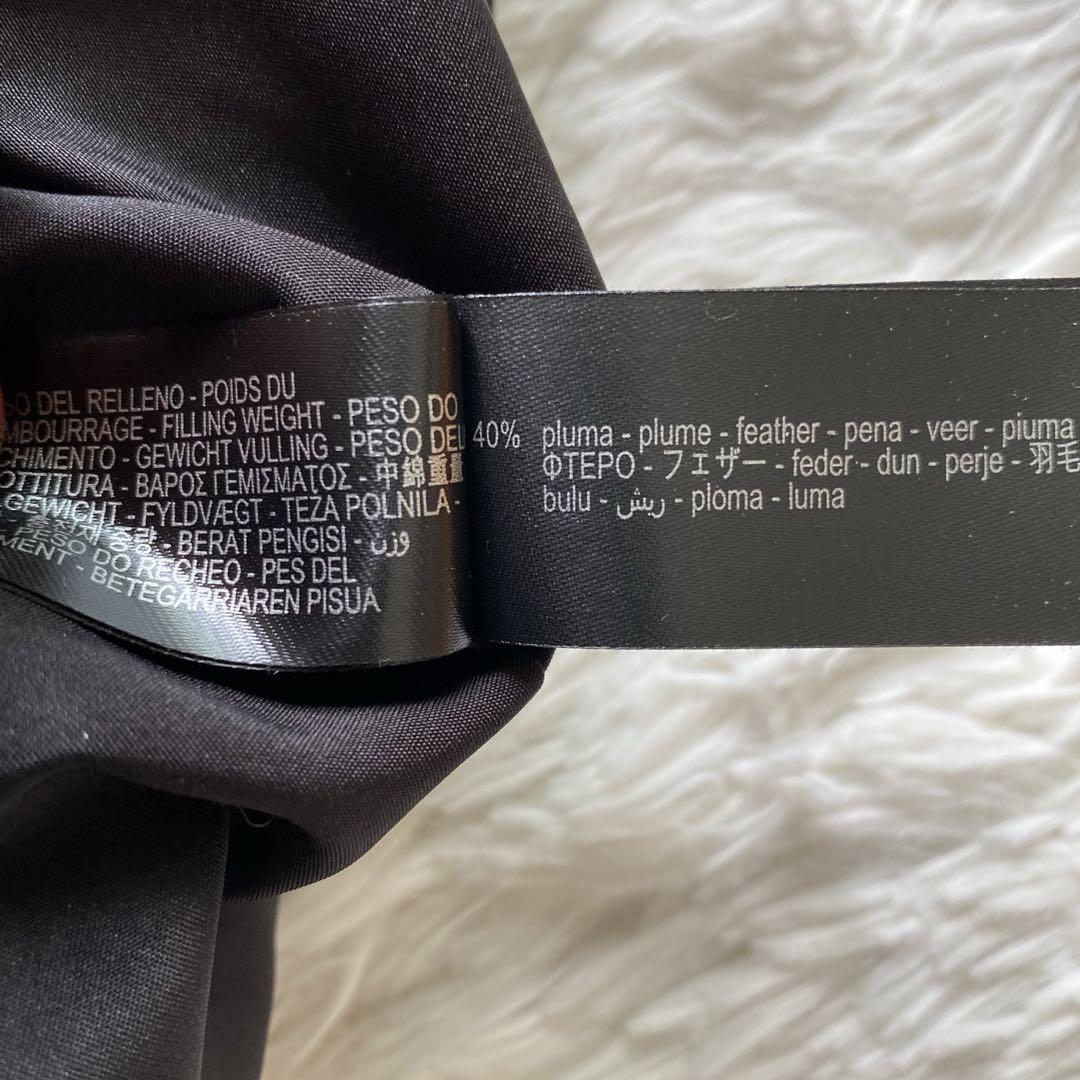 O DEL RELLENO - POIDS DU
MBOURRAGE - FILLING WEIGHT - PESO DO
CHIMENTO - GEWICHT VULLING - PESO DEL
OTTITURA - ΒΑΡΟΣ ΓΕΜΙΣΜΑΤΟΣ - 中綿重量
GEWICHT - FYLDVÆGT - TEZA POLNILA -
- BERAT PENGISI - وزن
PESO DO RECHEO - PES DEL
MENT - BETEGARRIAREN PISUA
40% pluma - plume - feather - pena - veer - piuma
ΦΤΕΡΟ - フェザー - feder - dun - perje - 羽毛
bulu - ريش - ploma - luma